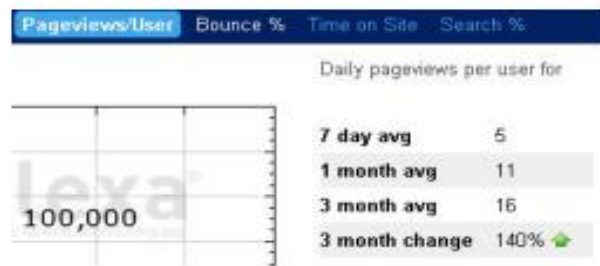 Pageviews/User Bounce % Time on Site Search %
Daily pageviews per user for
7 day avg 5
1 month avg 11
3 month avg 16
3 month change 140%
lexa
100,000